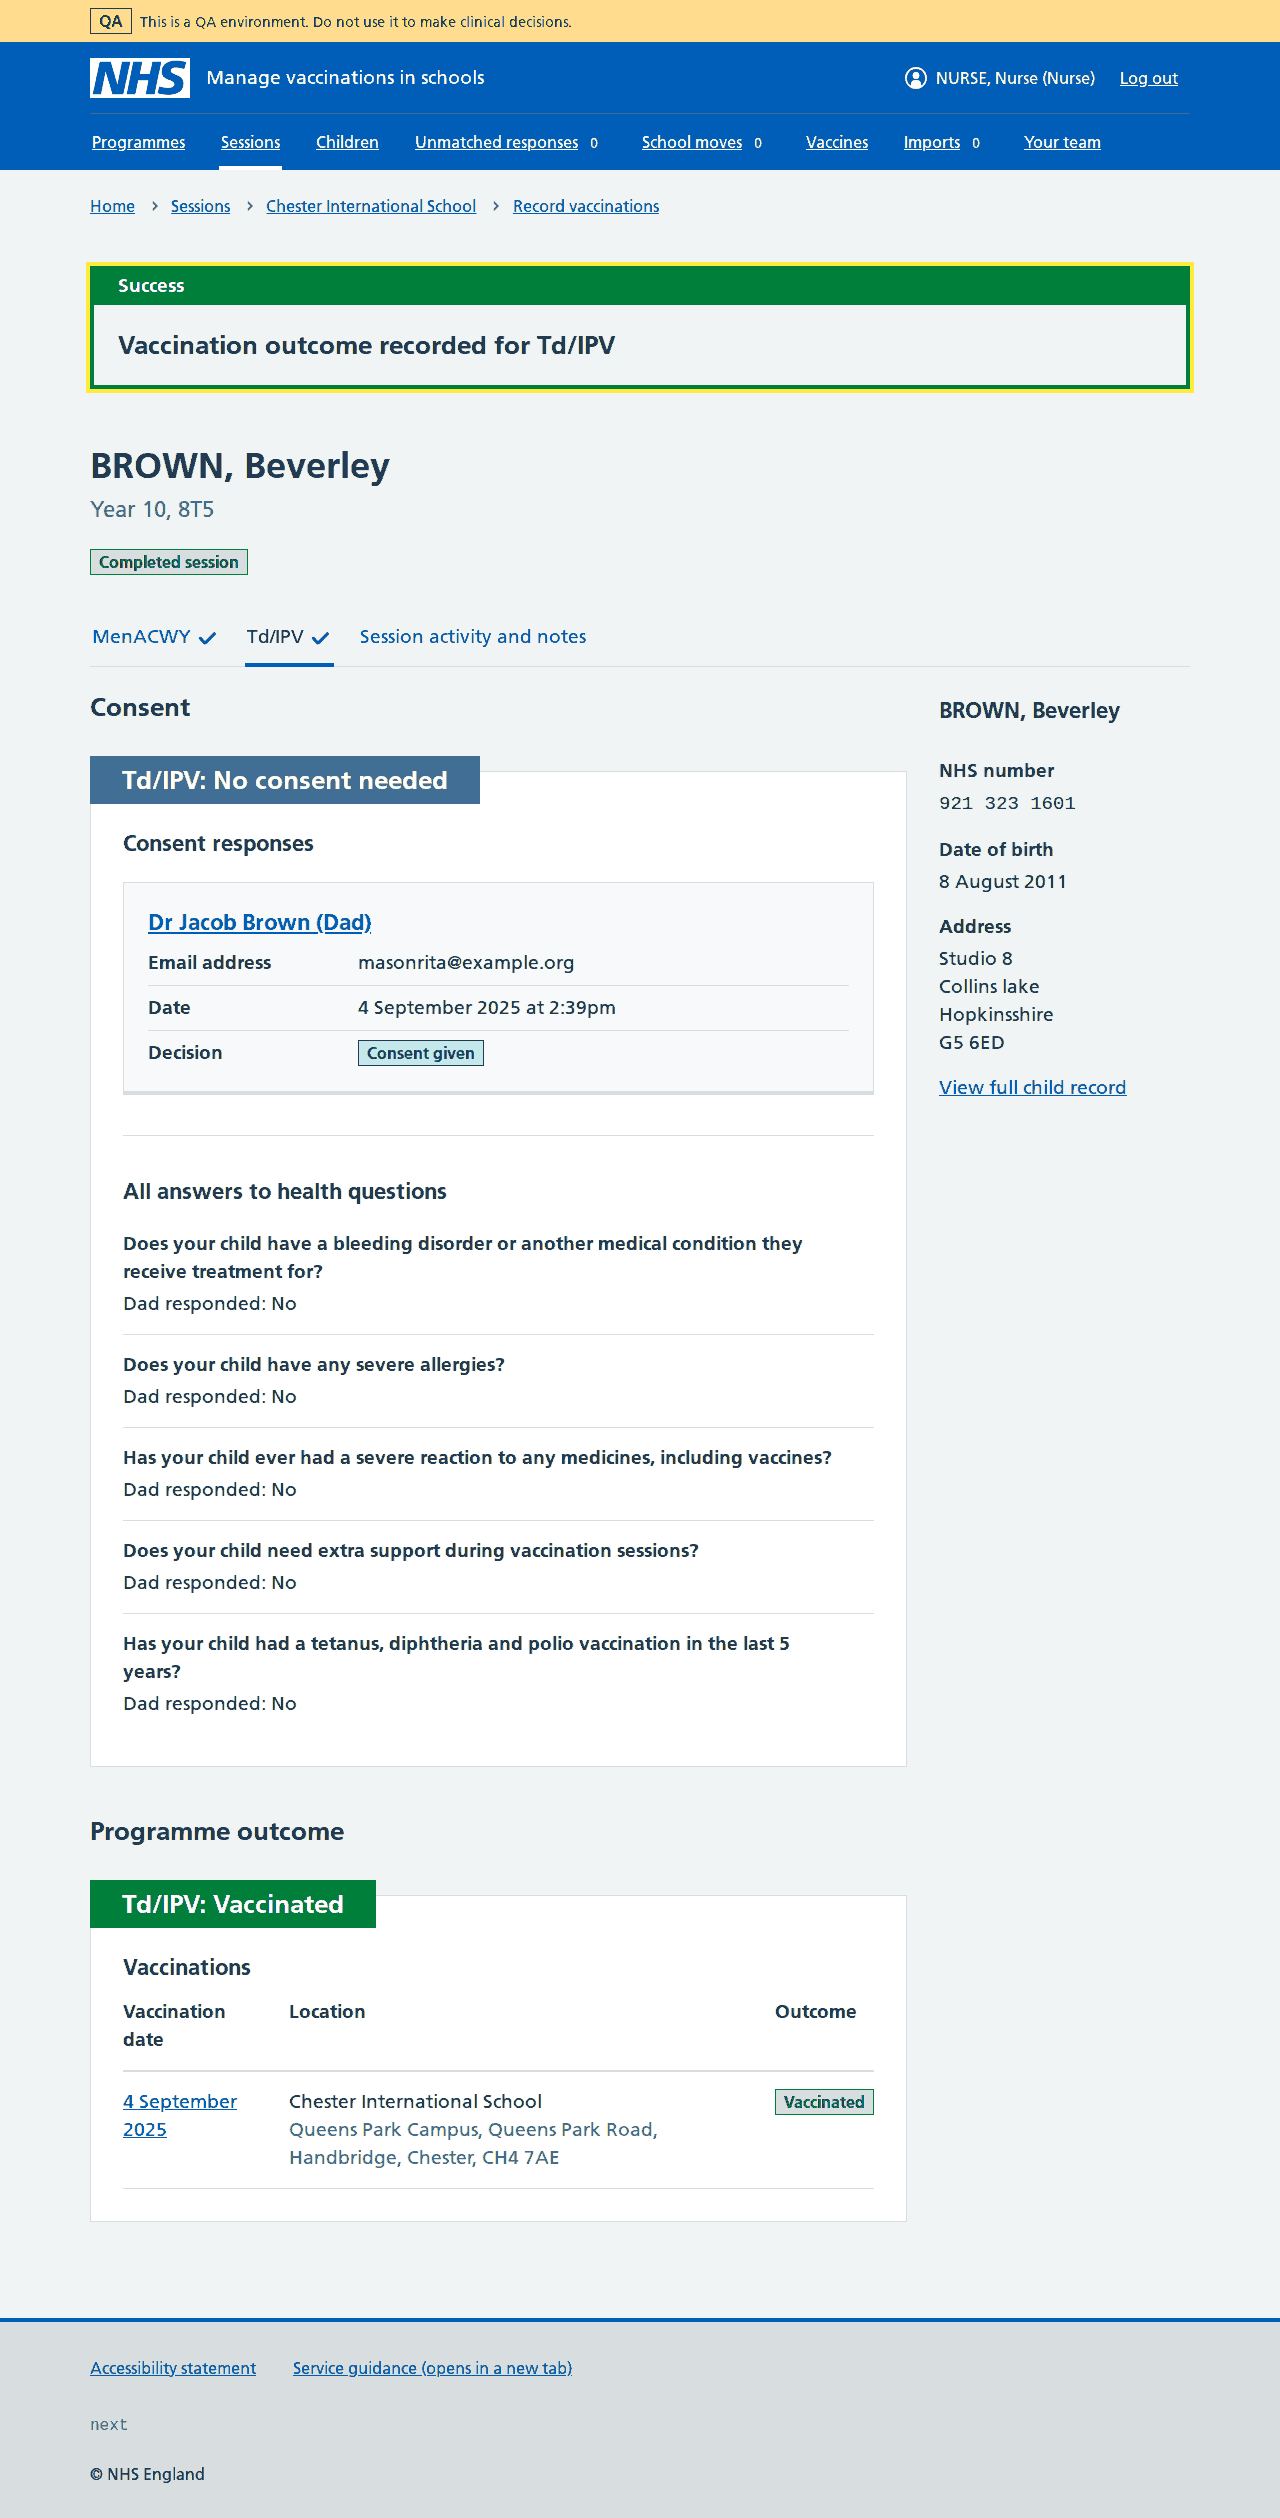 QA This is a QA environment. Do not use it to make clinical decisions.
NHS Manage vaccinations in schools NURSE, Nurse (Nurse) Log out
Programmes Sessions Children Unmatched responses 0 School moves 0 Vaccines Imports 0 Your team
Home › Sessions › Chester International School › Record vaccinations
Success
Vaccination outcome recorded for Td/IPV
BROWN, Beverley
Year 10, 8T5
Completed session
MenACWY Td/IPV Session activity and notes
Consent
Td/IPV: No consent needed
Consent responses
Dr Jacob Brown (Dad)
Email address masonrita@example.org
Date 4 September 2025 at 2:39pm
Decision Consent given
All answers to health questions
Does your child have a bleeding disorder or another medical condition they
receive treatment for?
Dad responded: No
Does your child have any severe allergies?
Dad responded: No
Has your child ever had a severe reaction to any medicines, including vaccines?
Dad responded: No
Does your child need extra support during vaccination sessions?
Dad responded: No
Has your child had a tetanus, diphtheria and polio vaccination in the last 5
years?
Dad responded: No
BROWN, Beverley
NHS number
921 323 1601
Date of birth
8 August 2011
Address
Studio 8
Collins lake
Hopkinsshire
G5 6ED
View full child record
Programme outcome
Td/IPV: Vaccinated
Vaccinations
Vaccination
date
Location
Outcome
4 September
2025
Chester International School
Queens Park Campus, Queens Park Road,
Handbridge, Chester, CH4 7AE
Vaccinated
Accessibility statement Service guidance (opens in a new tab)
next
© NHS England